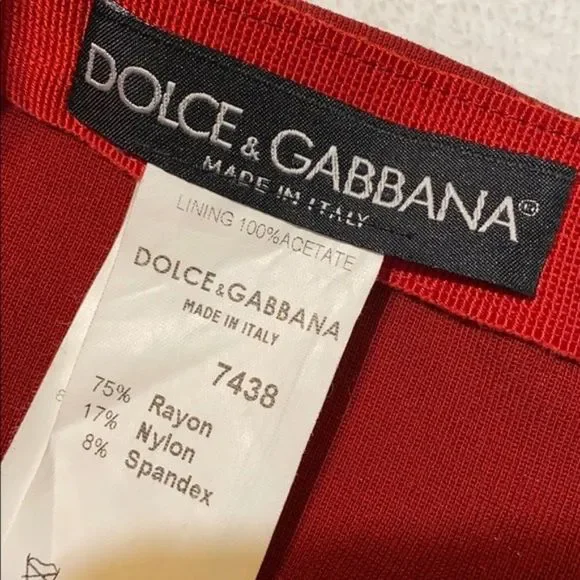 DOLCE & GABBANA®
MADE IN ITALY
LINING 100%ACETATE
DOLCE&GABBANA
MADE IN ITALY
7438
75% Rayon
17% Nylon
8% Spandex